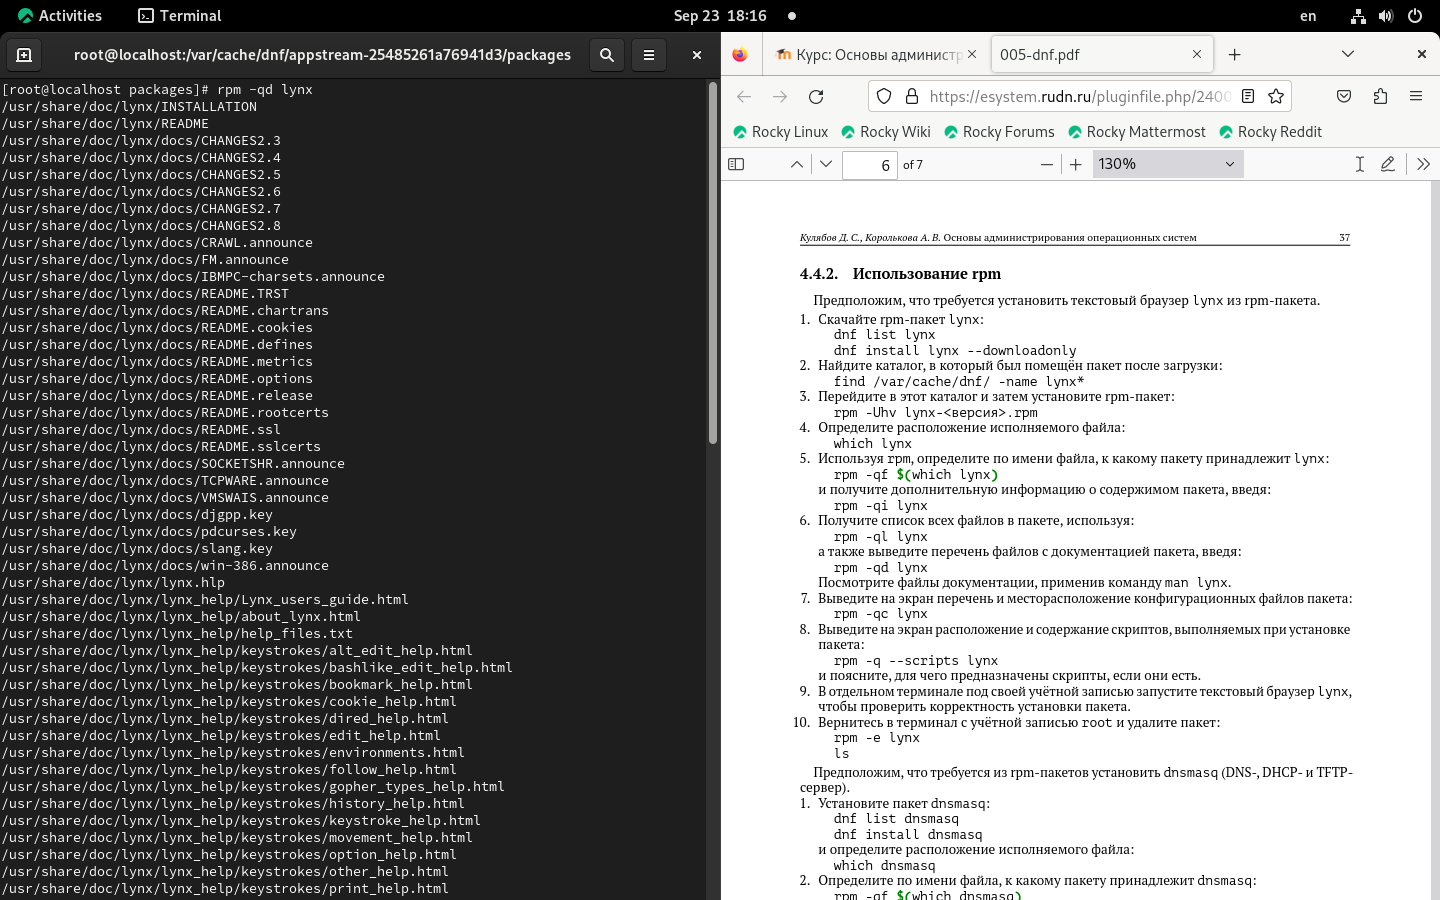 Activities
Terminal
Sep 23 18:16
en
root@localhost:/var/cache/dnf/appstream-25485261a76941d3/packages
[root@localhost packages]# rpm -qd lynx
/usr/share/doc/lynx/INSTALLATION
/usr/share/doc/lynx/README
/usr/share/doc/lynx/docs/CHANGES2.3
/usr/share/doc/lynx/docs/CHANGES2.4
/usr/share/doc/lynx/docs/CHANGES2.5
/usr/share/doc/lynx/docs/CHANGES2.6
/usr/share/doc/lynx/docs/CHANGES2.7
/usr/share/doc/lynx/docs/CHANGES2.8
/usr/share/doc/lynx/docs/CRAWL.announce
/usr/share/doc/lynx/docs/FM.announce
/usr/share/doc/lynx/docs/IBMPC-charsets.announce
/usr/share/doc/lynx/docs/README.TRST
/usr/share/doc/lynx/docs/README.chartrans
/usr/share/doc/lynx/docs/README.cookies
/usr/share/doc/lynx/docs/README.defines
/usr/share/doc/lynx/docs/README.metrics
/usr/share/doc/lynx/docs/README.options
/usr/share/doc/lynx/docs/README.release
/usr/share/doc/lynx/docs/README.rootcerts
/usr/share/doc/lynx/docs/README.ssl
/usr/share/doc/lynx/docs/README.sslcerts
/usr/share/doc/lynx/docs/SOCKETSHR.announce
/usr/share/doc/lynx/docs/TCPWARE.announce
/usr/share/doc/lynx/docs/VMSWAIS.announce
/usr/share/doc/lynx/docs/djgpp.key
/usr/share/doc/lynx/docs/pdcurses.key
/usr/share/doc/lynx/docs/slang.key
/usr/share/doc/lynx/docs/win-386.announce
/usr/share/doc/lynx/lynx.hlp
/usr/share/doc/lynx/lynx_help/Lynx_users_guide.html
/usr/share/doc/lynx/lynx_help/about_lynx.html
/usr/share/doc/lynx/lynx_help/help_files.txt
/usr/share/doc/lynx/lynx_help/keystrokes/alt_edit_help.html
/usr/share/doc/lynx/lynx_help/keystrokes/bashlike_edit_help.html
/usr/share/doc/lynx/lynx_help/keystrokes/bookmark_help.html
/usr/share/doc/lynx/lynx_help/keystrokes/cookie_help.html
/usr/share/doc/lynx/lynx_help/keystrokes/dired_help.html
/usr/share/doc/lynx/lynx_help/keystrokes/edit_help.html
/usr/share/doc/lynx/lynx_help/keystrokes/environments.html
/usr/share/doc/lynx/lynx_help/keystrokes/follow_help.html
/usr/share/doc/lynx/lynx_help/keystrokes/gopher_types_help.html
/usr/share/doc/lynx/lynx_help/keystrokes/history_help.html
/usr/share/doc/lynx/lynx_help/keystrokes/keystroke_help.html
/usr/share/doc/lynx/lynx_help/keystrokes/movement_help.html
/usr/share/doc/lynx/lynx_help/keystrokes/option_help.html
/usr/share/doc/lynx/lynx_help/keystrokes/other_help.html
/usr/share/doc/lynx/lynx_help/keystrokes/print_help.html
Курс: Основы администр
005-dnf.pdf
https://esystem.rudn.ru/pluginfile.php/2400
Rocky Linux Rocky Wiki Rocky Forums Rocky Mattermost Rocky Reddit
6 of 7
130%
Кулябов Д. С., Королькова А. В. Основы администрирования операционных систем 37
4.4.2. Использование rpm
Предположим, что требуется установить текстовый браузер lynx из rpm-пакета.
1. Скачайте rpm-пакет lynx:
dnf list lynx
dnf install lynx --downloadonly
2. Найдите каталог, в который был помещён пакет после загрузки:
find /var/cache/dnf/ -name lynx*
3. Перейдите в этот каталог и затем установите rpm-пакет:
rpm -Uhv lynx-<версия>.rpm
4. Определите расположение исполняемого файла:
which lynx
5. Используя rpm, определите по имени файла, к какому пакету принадлежит lynx:
rpm -qf $(which lynx)
и получите дополнительную информацию о содержимом пакета, введя:
rpm -qi lynx
6. Получите список всех файлов в пакете, используя:
rpm -ql lynx
а также выведите перечень файлов с документацией пакета, введя:
rpm -qd lynx
Посмотрите файлы документации, применив команду man lynx.
7. Выведите на экран перечень и месторасположение конфигурационных файлов пакета:
rpm -qc lynx
8. Выведите на экран расположение и содержание скриптов, выполняемых при установке
пакета:
rpm -q --scripts lynx
и поясните, для чего предназначены скрипты, если они есть.
9. В отдельном терминале под своей учётной записью запустите текстовый браузер lynx,
чтобы проверить корректность установки пакета.
10. Вернитесь в терминал с учётной записью root и удалите пакет:
rpm -e lynx
ls
Предположим, что требуется из rpm-пакетов установить dnsmasq (DNS-, DHCP- и TFTP-
сервер).
1. Установите пакет dnsmasq:
dnf list dnsmasq
dnf install dnsmasq
и определите расположение исполняемого файла:
which dnsmasq
2. Определите по имени файла, к какому пакету принадлежит dnsmasq:
rpm -qf $(which dnsmasq)